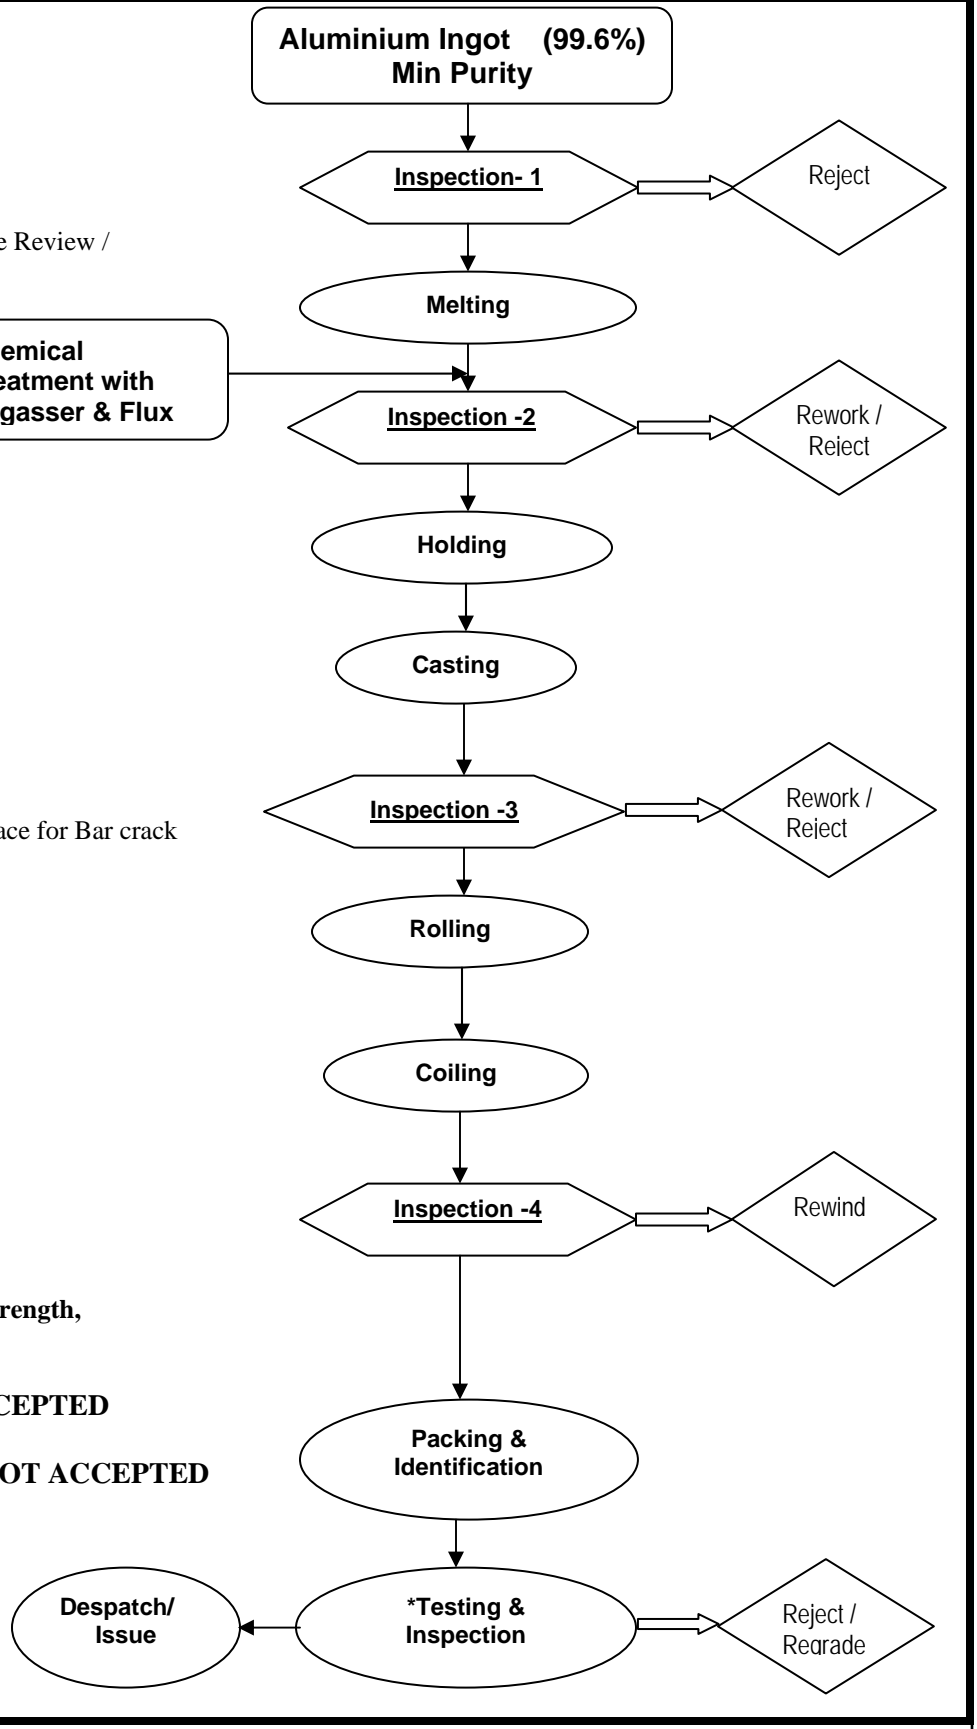 Aluminium Ingot (99.6%)
Min Purity
Inspection- 1
Reject
e Review /
Melting
emical
eatment with
gasser & Flux
Inspection -2
Rework /
Reject
Holding
Casting
Inspection -3
Rework /
Reject
ace for Bar crack
Rolling
Coiling
Inspection -4
Rewind
rength,
CEPTED
Packing &
Identification
OT ACCEPTED
Despatch/
Issue
*Testing &
Inspection
Reject /
Regrade